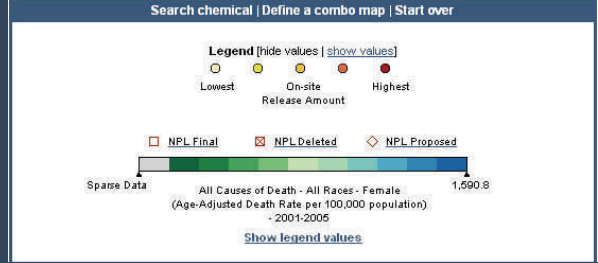 Search chemical | Define a combo map | Start over
Legend [hide values | show values]
Lowest On-site Highest
Release Amount
NPL Final NPL Deleted NPL Proposed
Sparse Data 1,590.8
All Causes of Death - All Races - Female
(Age-Adjusted Death Rate per 100,000 population)
- 2001-2005
Show legend values